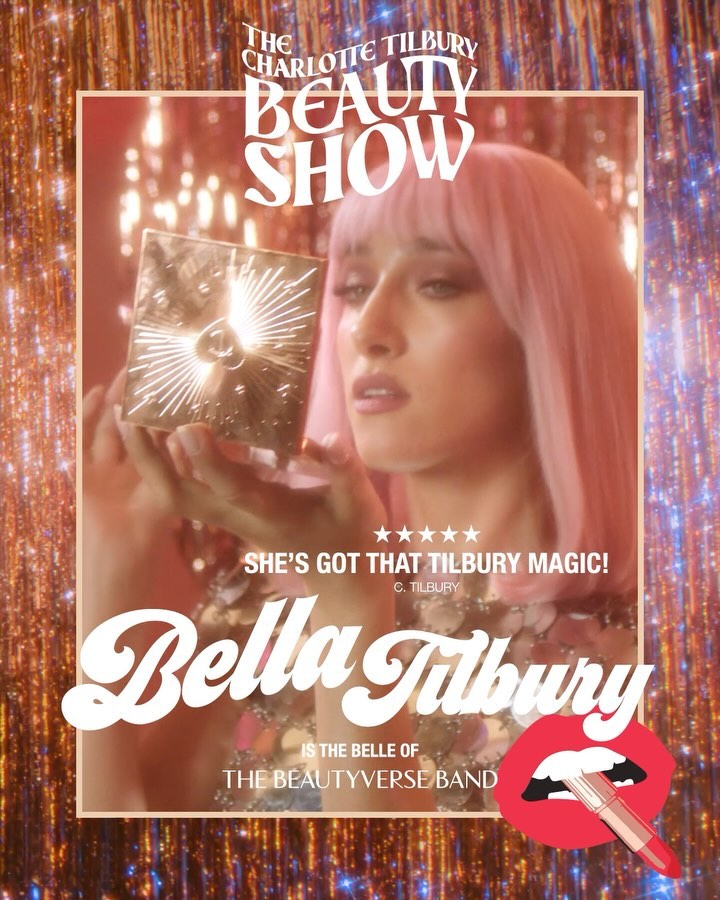 THE
CHARLOTTE TILBURY
BEAUTY
SHOW
★★★★★
SHE'S GOT THAT TILBURY MAGIC!
C. TILBURY
Bella Tilbury
IS THE BELLE OF
THE BEAUTYVERSE BAND